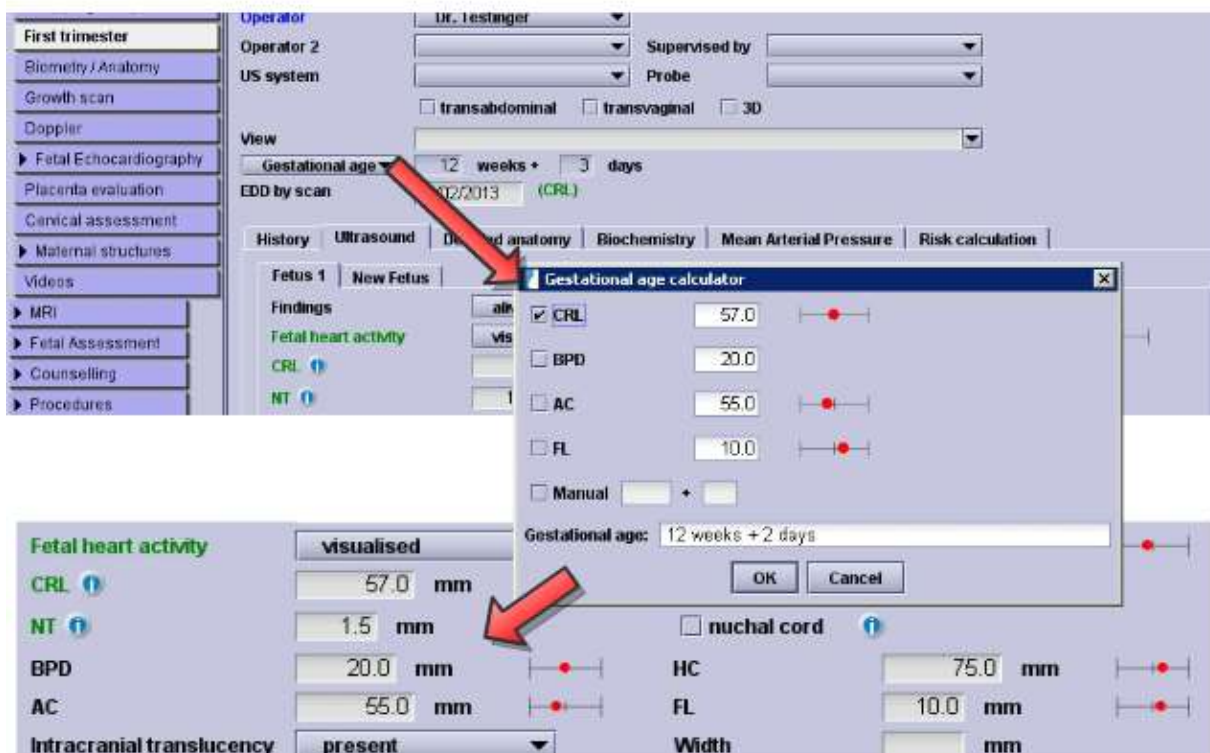 Operator Dr. Testinger
First trimester
Operator 2 Supervised by
Biometry / Anatomy
US system Probe
Growth scan
transabdominal transvaginal 3D
Doppler
View
Fetal Echocardiography
Gestational age 12 weeks + 3 days
Placenta evaluation
EDD by scan 02/2013 (CRL)
Cervical assessment
History Ultrasound anatomy Biochemistry Mean Arterial Pressure Risk calculation
Maternal structures
Videos
Fetus 1 New Fetus
Gestational age calculator
MRI
Findings
CRL 57.0
Fetal Assessment
Fetal heart activity
Counselling
CRL
BPD 20.0
Procedures
NT
AC 55.0
FL 10.0
Manual +
Gestational age: 12 weeks + 2 days
OK Cancel
Fetal heart activity visualised
CRL 57.0 mm
NT 1.5 mm nuchal cord
BPD 20.0 mm HC 75.0 mm
AC 55.0 mm FL 10.0 mm
Intracranial translucency present Width mm